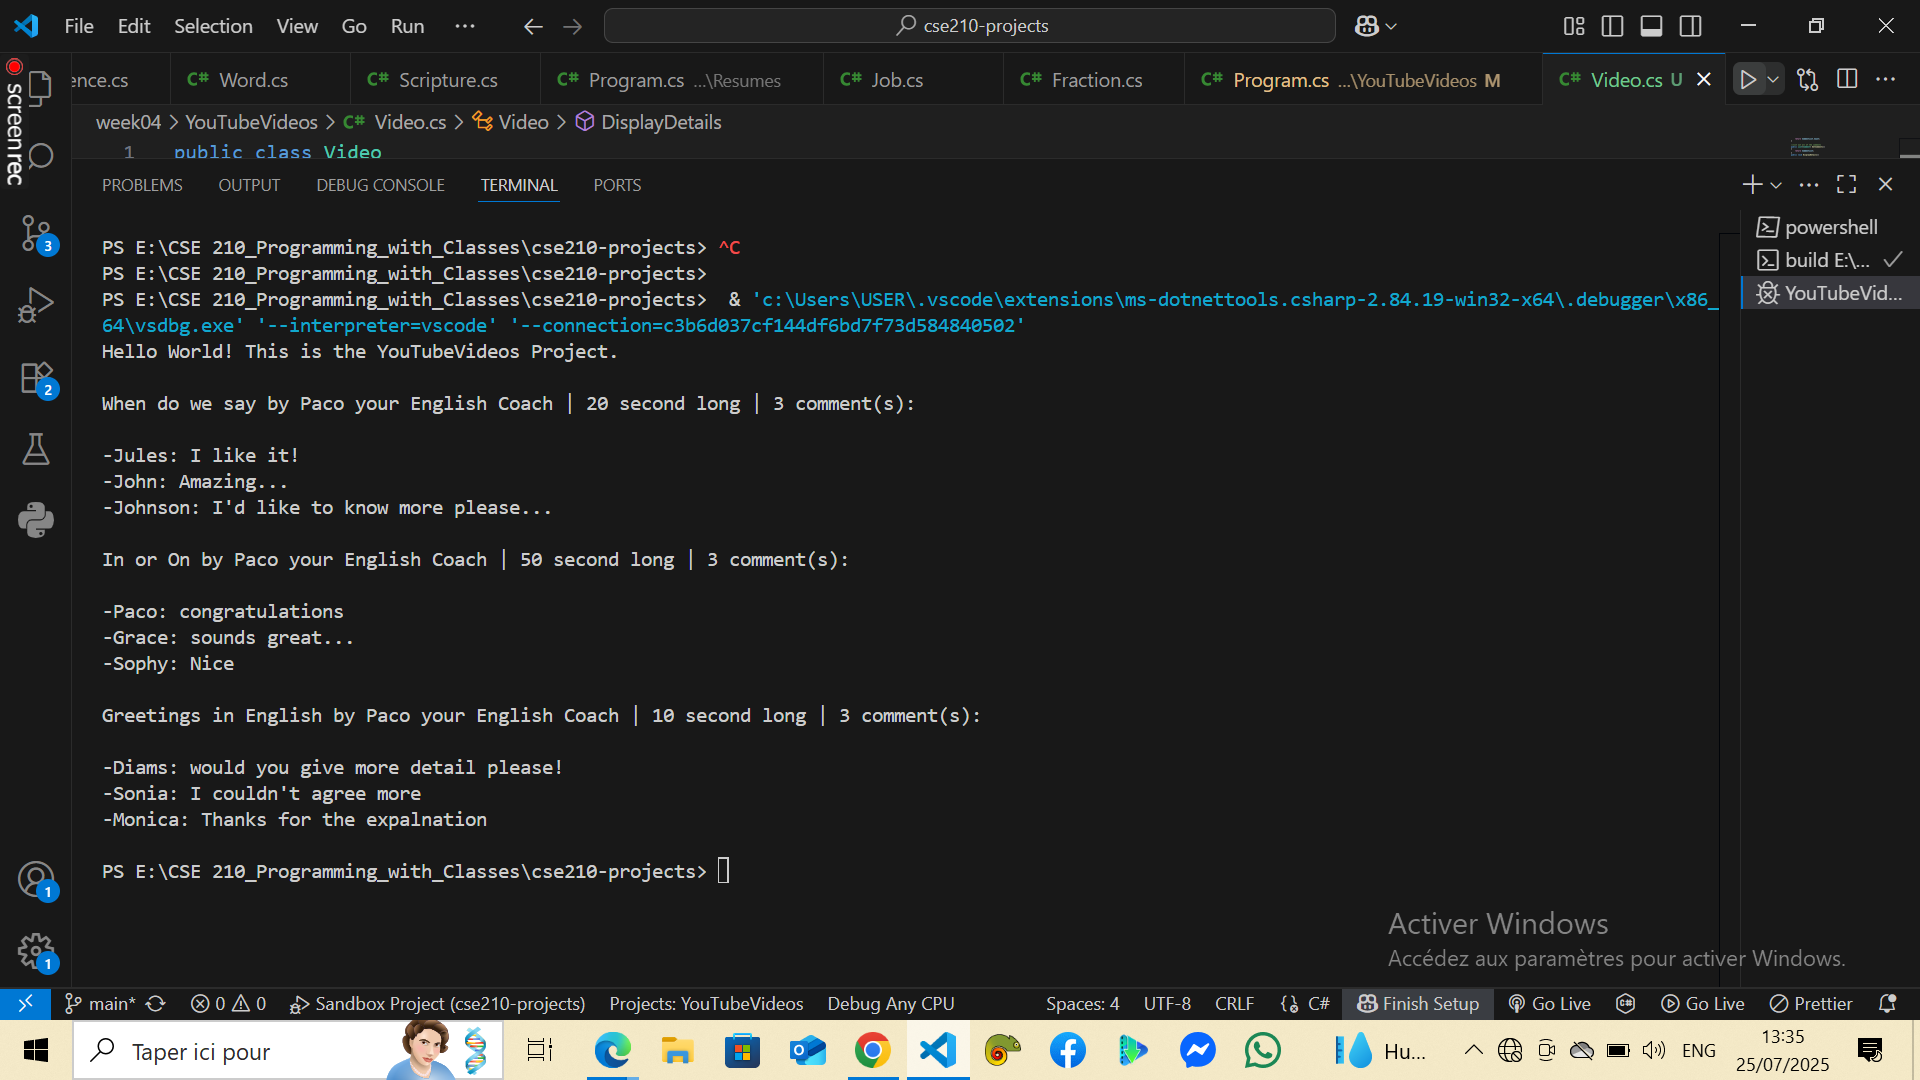 File Edit Selection View Go Run ··· cse210-projects
screen rec
ence.cs C# Word.cs C# Scripture.cs C# Program.cs ...\Resumes C# Job.cs C# Fraction.cs C# Program.cs ...\YouTubeVideos M C# Video.cs U
week04 > YouTubeVideos > C# Video.cs > Video > DisplayDetails
1 public class Video
PROBLEMS OUTPUT DEBUG CONSOLE TERMINAL PORTS
powershell
build E:\...
YouTubeVid...
PS E:\CSE 210_Programming_with_Classes\cse210-projects> ^C
PS E:\CSE 210_Programming_with_Classes\cse210-projects>
PS E:\CSE 210_Programming_with_Classes\cse210-projects>  & 'c:\Users\USER\.vscode\extensions\ms-dotnettools.csharp-2.84.19-win32-x64\.debugger\x86_
64\vsdbg.exe' '--interpreter=vscode' '--connection=c3b6d037cf144df6bd7f73d584840502'
Hello World! This is the YouTubeVideos Project.
When do we say by Paco your English Coach | 20 second long | 3 comment(s):
-Jules: I like it!
-John: Amazing...
-Johnson: I'd like to know more please...
In or On by Paco your English Coach | 50 second long | 3 comment(s):
-Paco: congratulations
-Grace: sounds great...
-Sophy: Nice
Greetings in English by Paco your English Coach | 10 second long | 3 comment(s):
-Diams: would you give more detail please!
-Sonia: I couldn't agree more
-Monica: Thanks for the expalnation
PS E:\CSE 210_Programming_with_Classes\cse210-projects>
3
2
1
1
Activer Windows
Accédez aux paramètres pour activer Windows.
main* 0 0 Sandbox Project (cse210-projects) Projects: YouTubeVideos Debug Any CPU Spaces: 4 UTF-8 CRLF {} C# Finish Setup Go Live Go Live Prettier
Taper ici pour Hu... ENG 13:35
25/07/2025